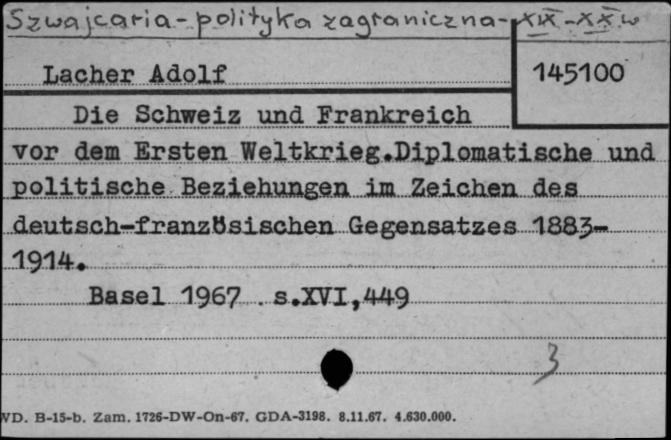 Szwajcaria-polityka zagraniczna-XIX-XX w
Lacher Adolf
145100
Die Schweiz und Frankreich
vor dem Ersten Weltkrieg.Diplomatische und
politische Beziehungen im Zeichen des
deutsch-französischen Gegensatzes 1883-
1914.
Basel 1967 s.XVI,449
3
WD. B-15-b. Zam. 1726-DW-On-67. GDA-3198. 8.11.67. 4.630.000.